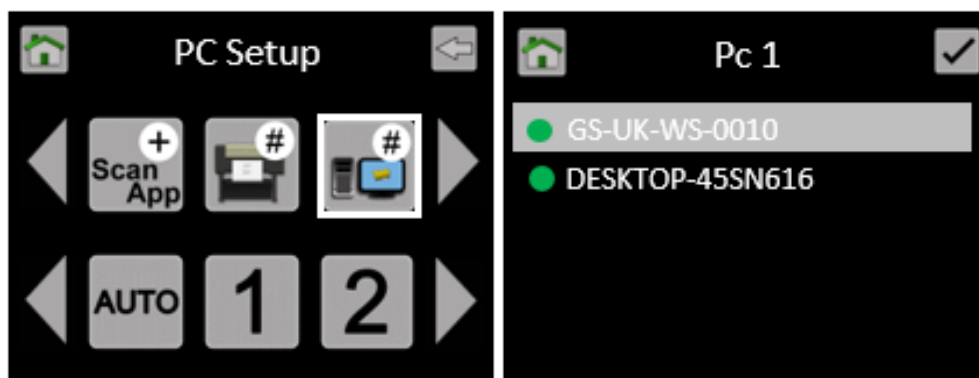 PC Setup
+
Scan
App
#
#
AUTO
1
2
Pc 1
GS-UK-WS-0010
DESKTOP-45SN616